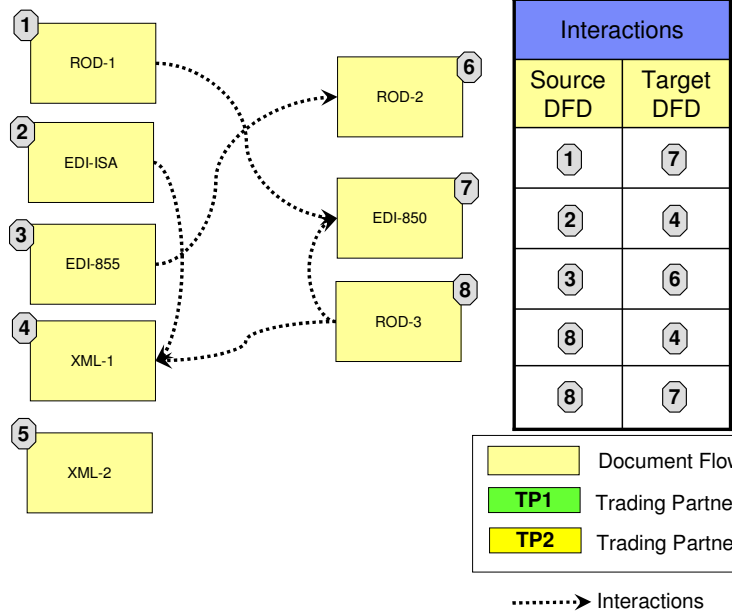 1
ROD-1
2
EDI-ISA
3
EDI-855
4
XML-1
5
XML-2
6
ROD-2
7
EDI-850
8
ROD-3
Interactions
Source Target
DFD DFD
1 7
2 4
3 6
8 4
8 7
Document Flow
TP1 Trading Partne
TP2 Trading Partne
Interactions